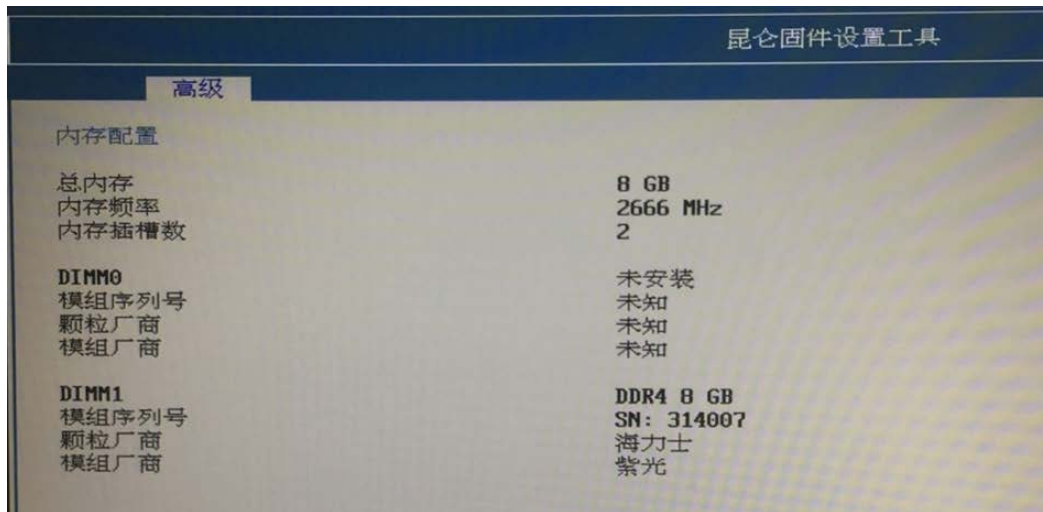 昆仑固件设置工具
高级
内存配置
总内存 8 GB
内存频率 2666 MHz
内存插槽数 2
DIMM0 未安装
模组序列号 未知
颗粒厂商 未知
模组厂商 未知
DIMM1 DDR4 8 GB
模组序列号 SN: 314007
颗粒厂商 海力士
模组厂商 紫光